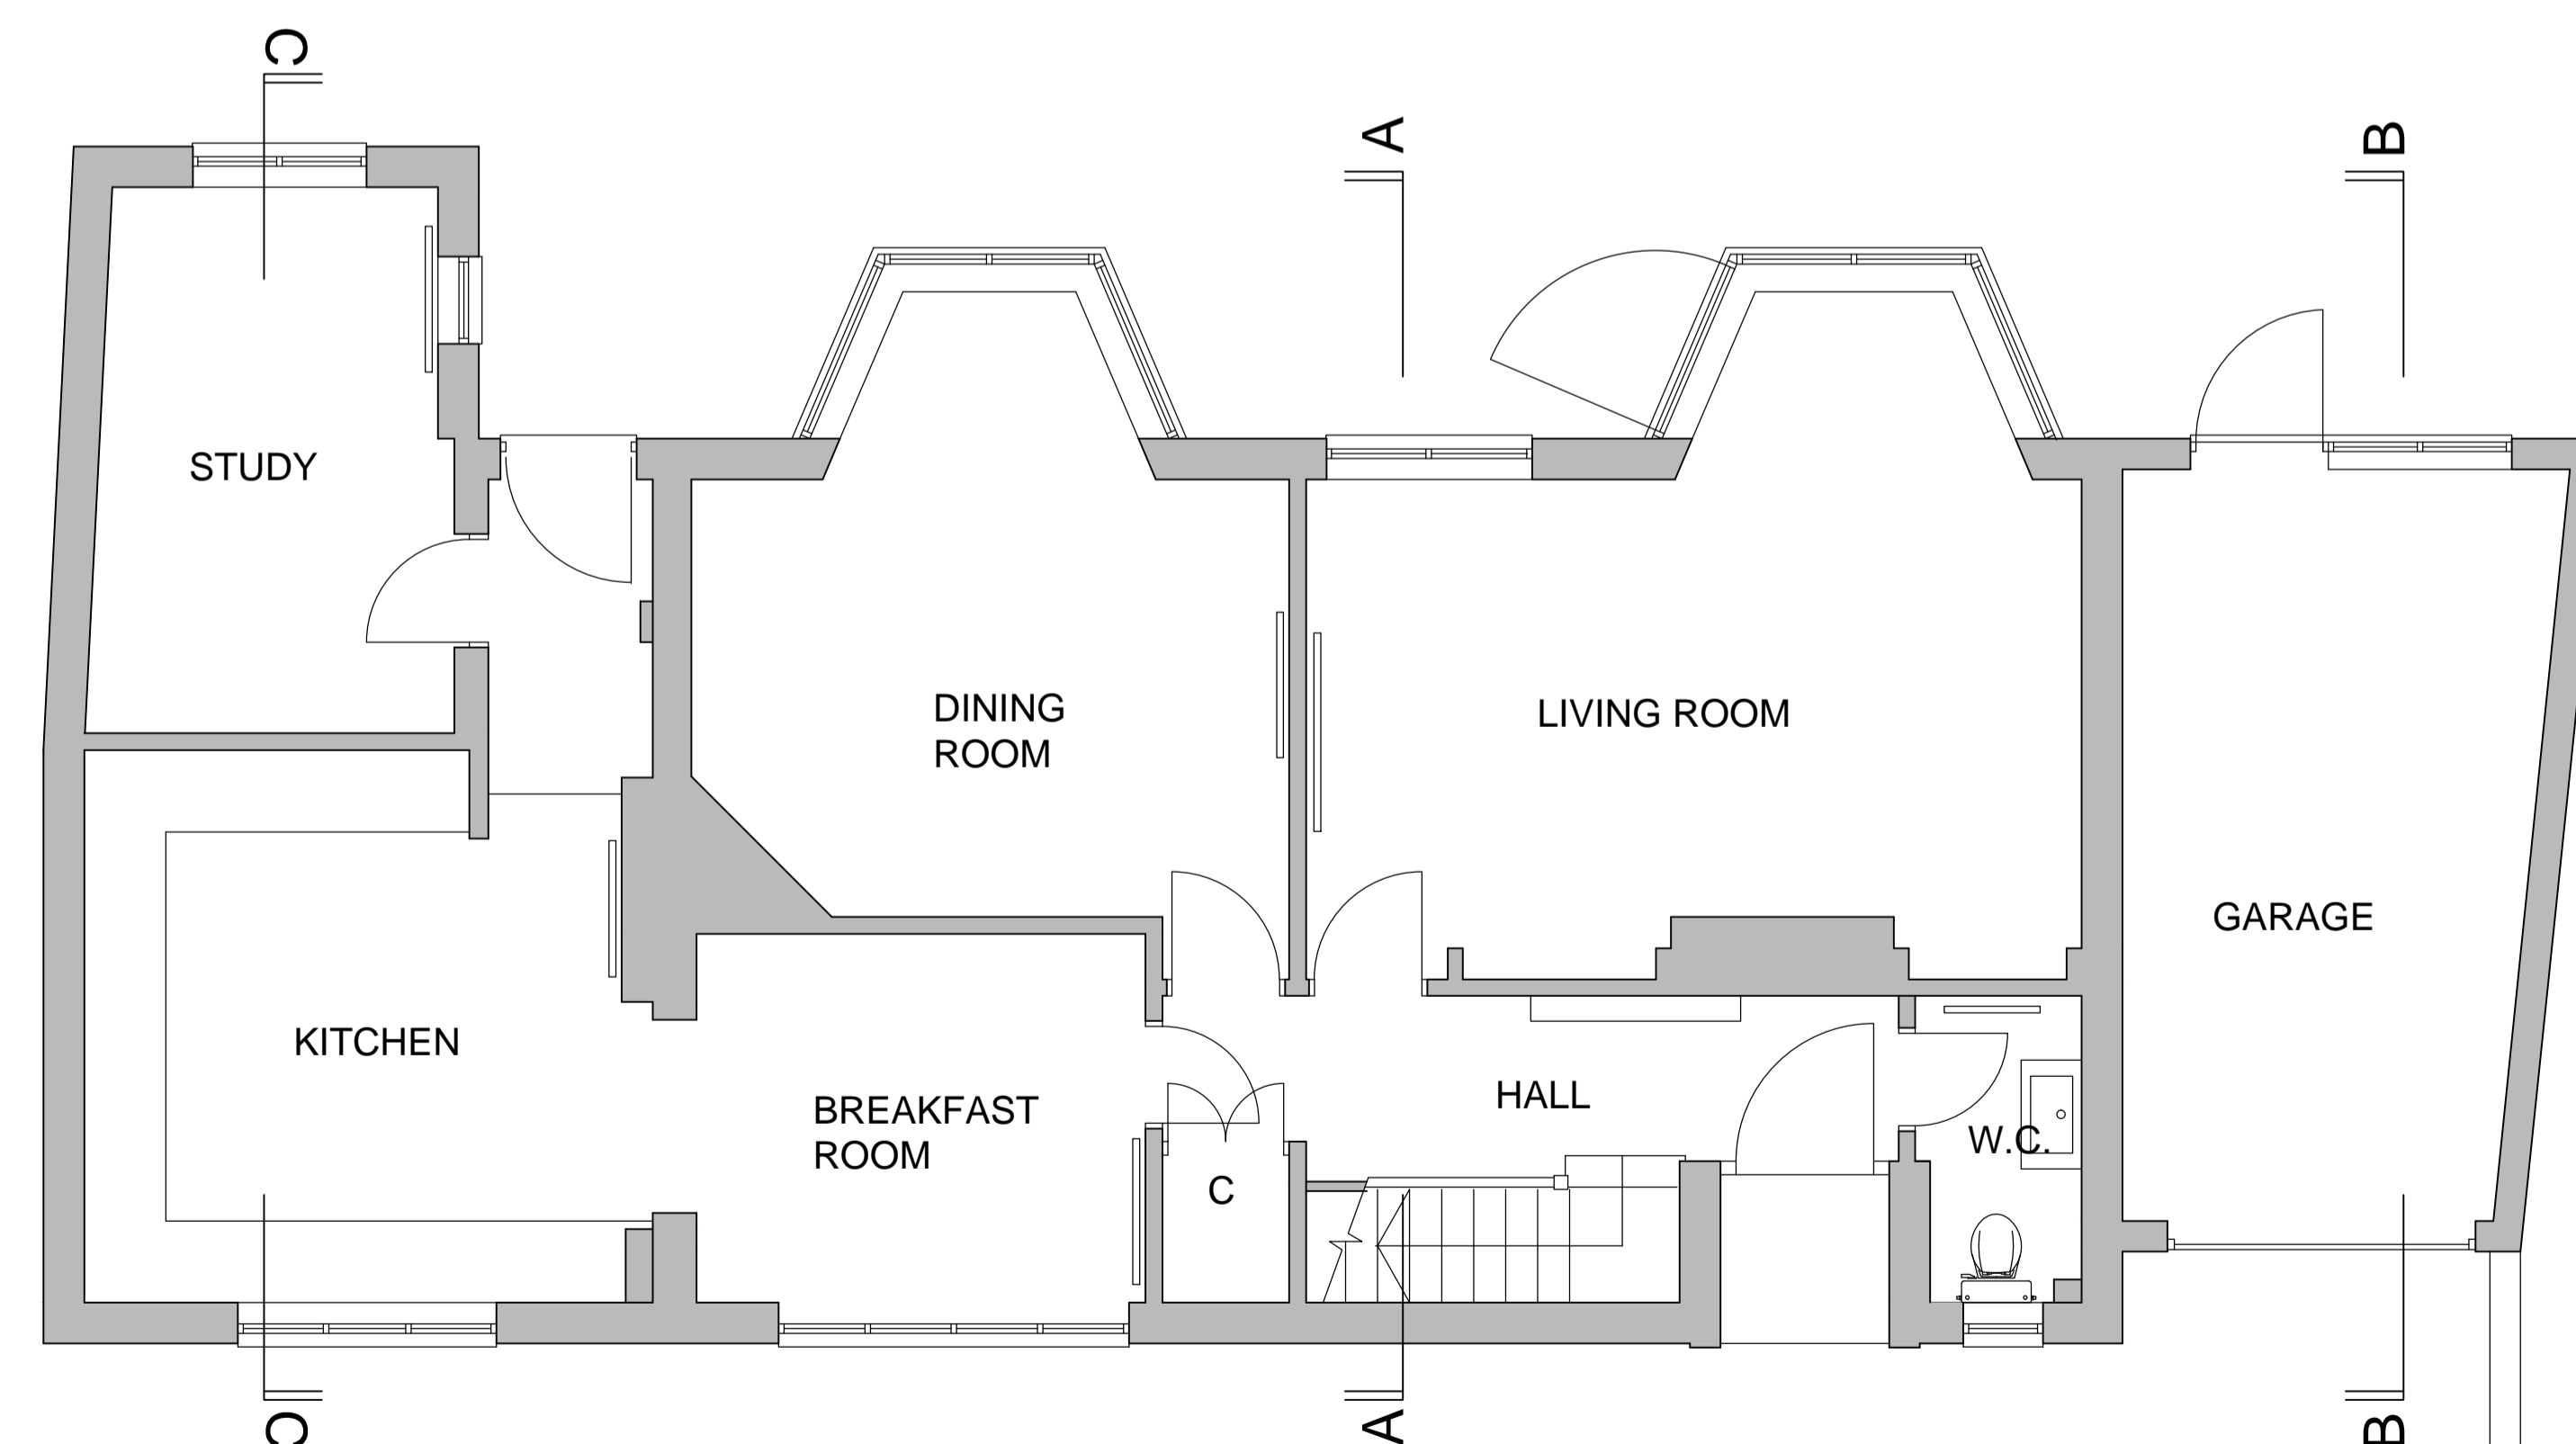 C
A
B
STUDY
DINING
ROOM
LIVING ROOM
GARAGE
KITCHEN
BREAKFAST
ROOM
HALL
W.C.
C
C
A
B